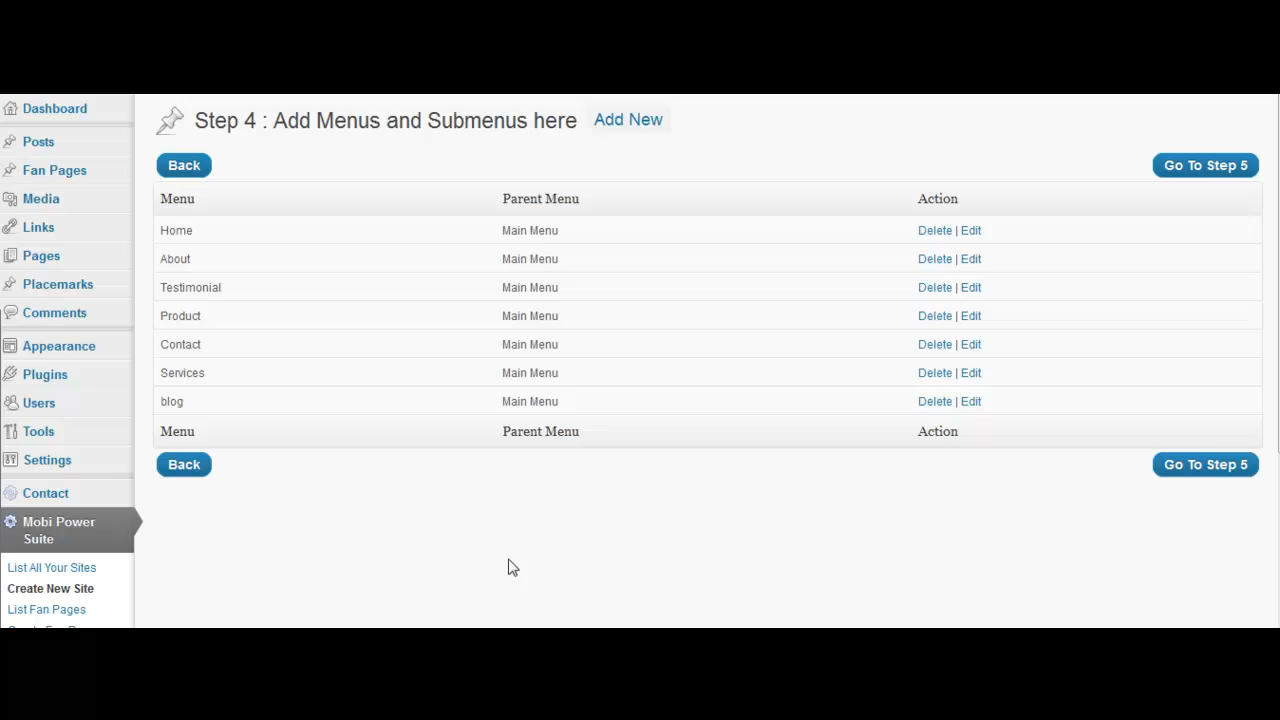 Dashboard
Posts
Fan Pages
Media
Links
Pages
Placemarks
Comments
Appearance
Plugins
Users
Tools
Settings
Contact
Mobi Power
Suite
List All Your Sites
Create New Site
List Fan Pages
Step 4 : Add Menus and Submenus here Add New
Back Go To Step 5
Menu Parent Menu Action
Home Main Menu Delete | Edit
About Main Menu Delete | Edit
Testimonial Main Menu Delete | Edit
Product Main Menu Delete | Edit
Contact Main Menu Delete | Edit
Services Main Menu Delete | Edit
blog Main Menu Delete | Edit
Menu Parent Menu Action
Back Go To Step 5